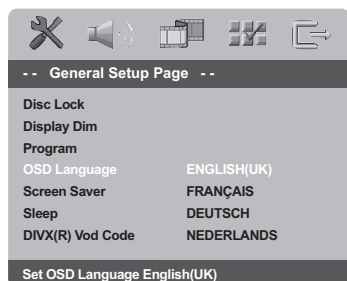 -- General Setup Page --
Disc Lock
Display Dim
Program
OSD Language ENGLISH(UK)
Screen Saver FRANÇAIS
Sleep DEUTSCH
DIVX(R) Vod Code NEDERLANDS
Set OSD Language English(UK)